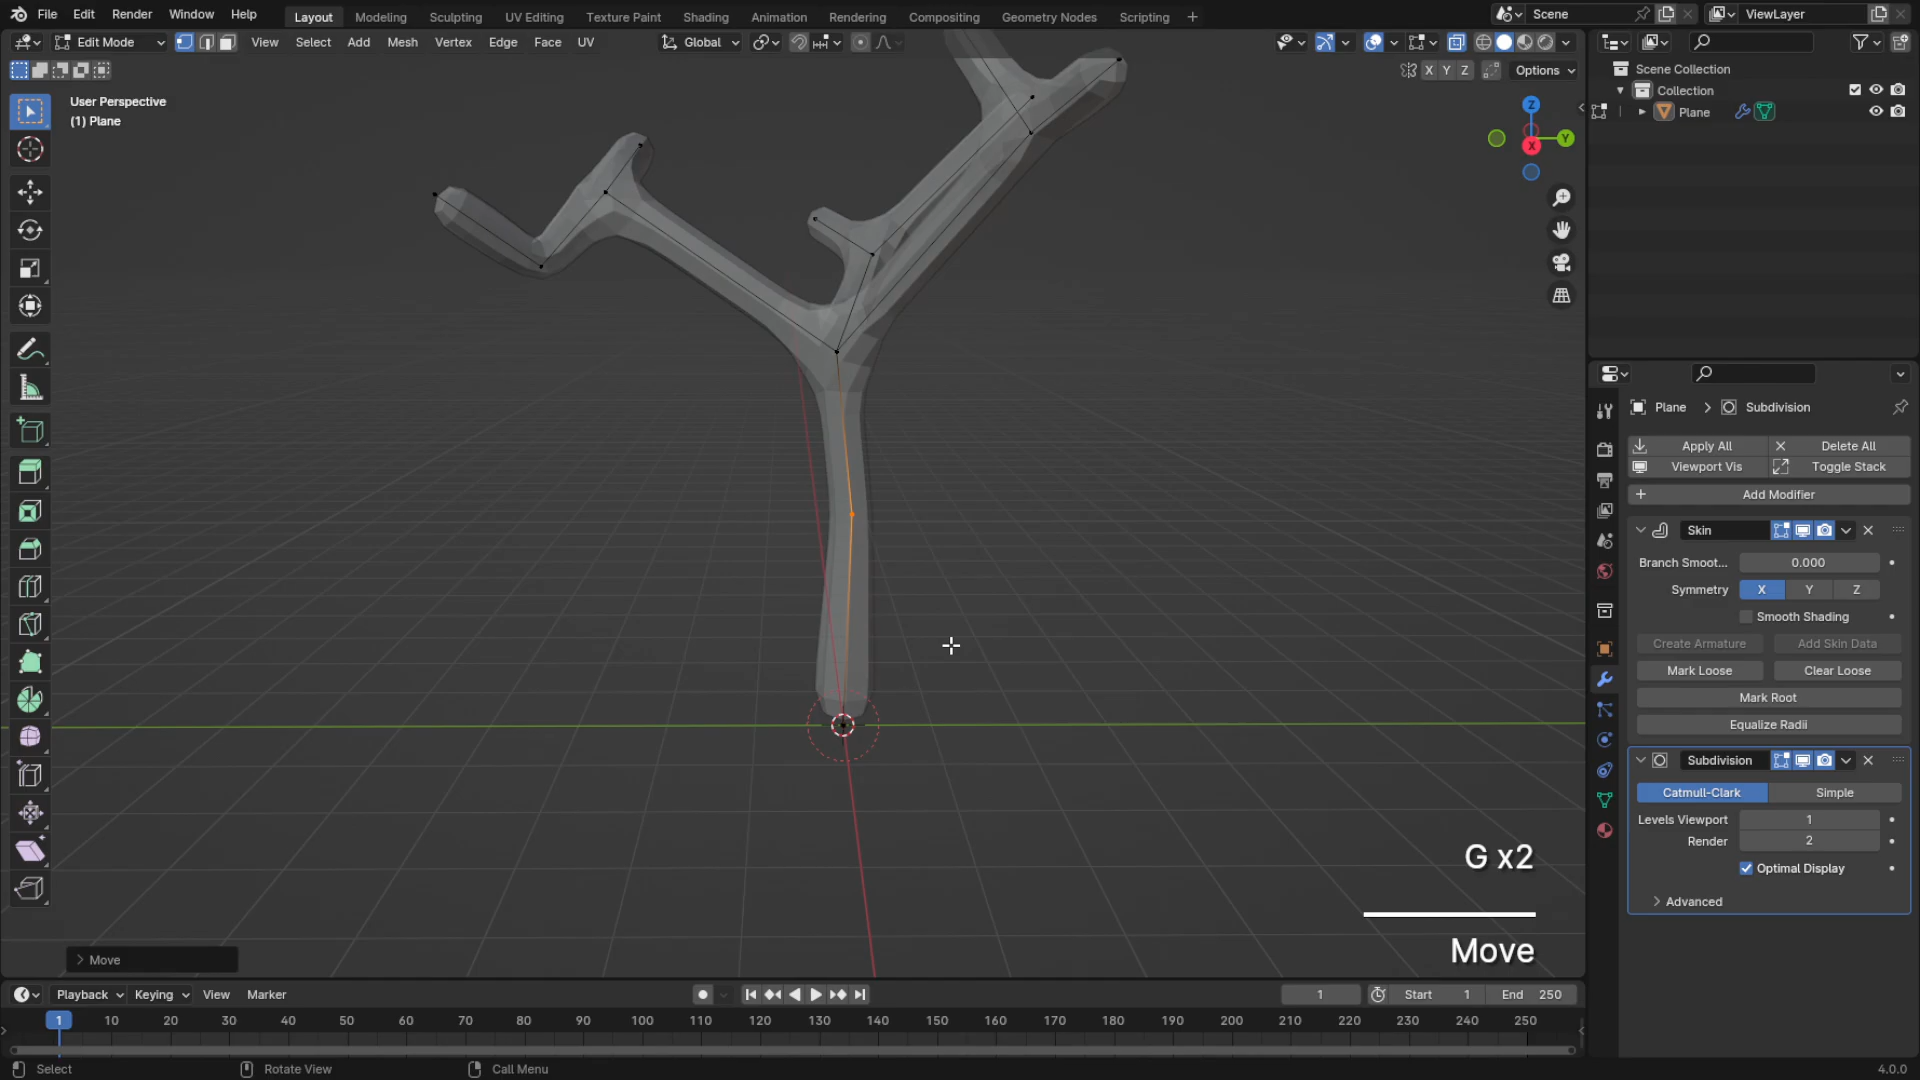 File Edit Render Window Help Layout Modeling Sculpting UV Editing Texture Paint Shading Animation Rendering Compositing Geometry Nodes Scripting + Scene ViewLayer
Edit Mode View Select Add Mesh Vertex Edge Face UV Global
X Y Z Options
User Perspective
(1) Plane
Z
Y
X
Scene Collection
Collection
Plane
Plane > Subdivision
Apply All Delete All
Viewport Vis Toggle Stack
+ Add Modifier
Skin
Branch Smoot... 0.000
Symmetry X Y Z
Smooth Shading
Create Armature Add Skin Data
Mark Loose Clear Loose
Mark Root
Equalize Radii
Subdivision
Catmull-Clark Simple
Levels Viewport 1
Render 2
Optimal Display
Advanced
G x2
Move
Move
Playback Keying View Marker 1 Start 1 End 250
1 10 20 30 40 50 60 70 80 90 100 110 120 130 140 150 160 170 180 190 200 210 220 230 240 250
Select Rotate View Call Menu 4.0.0